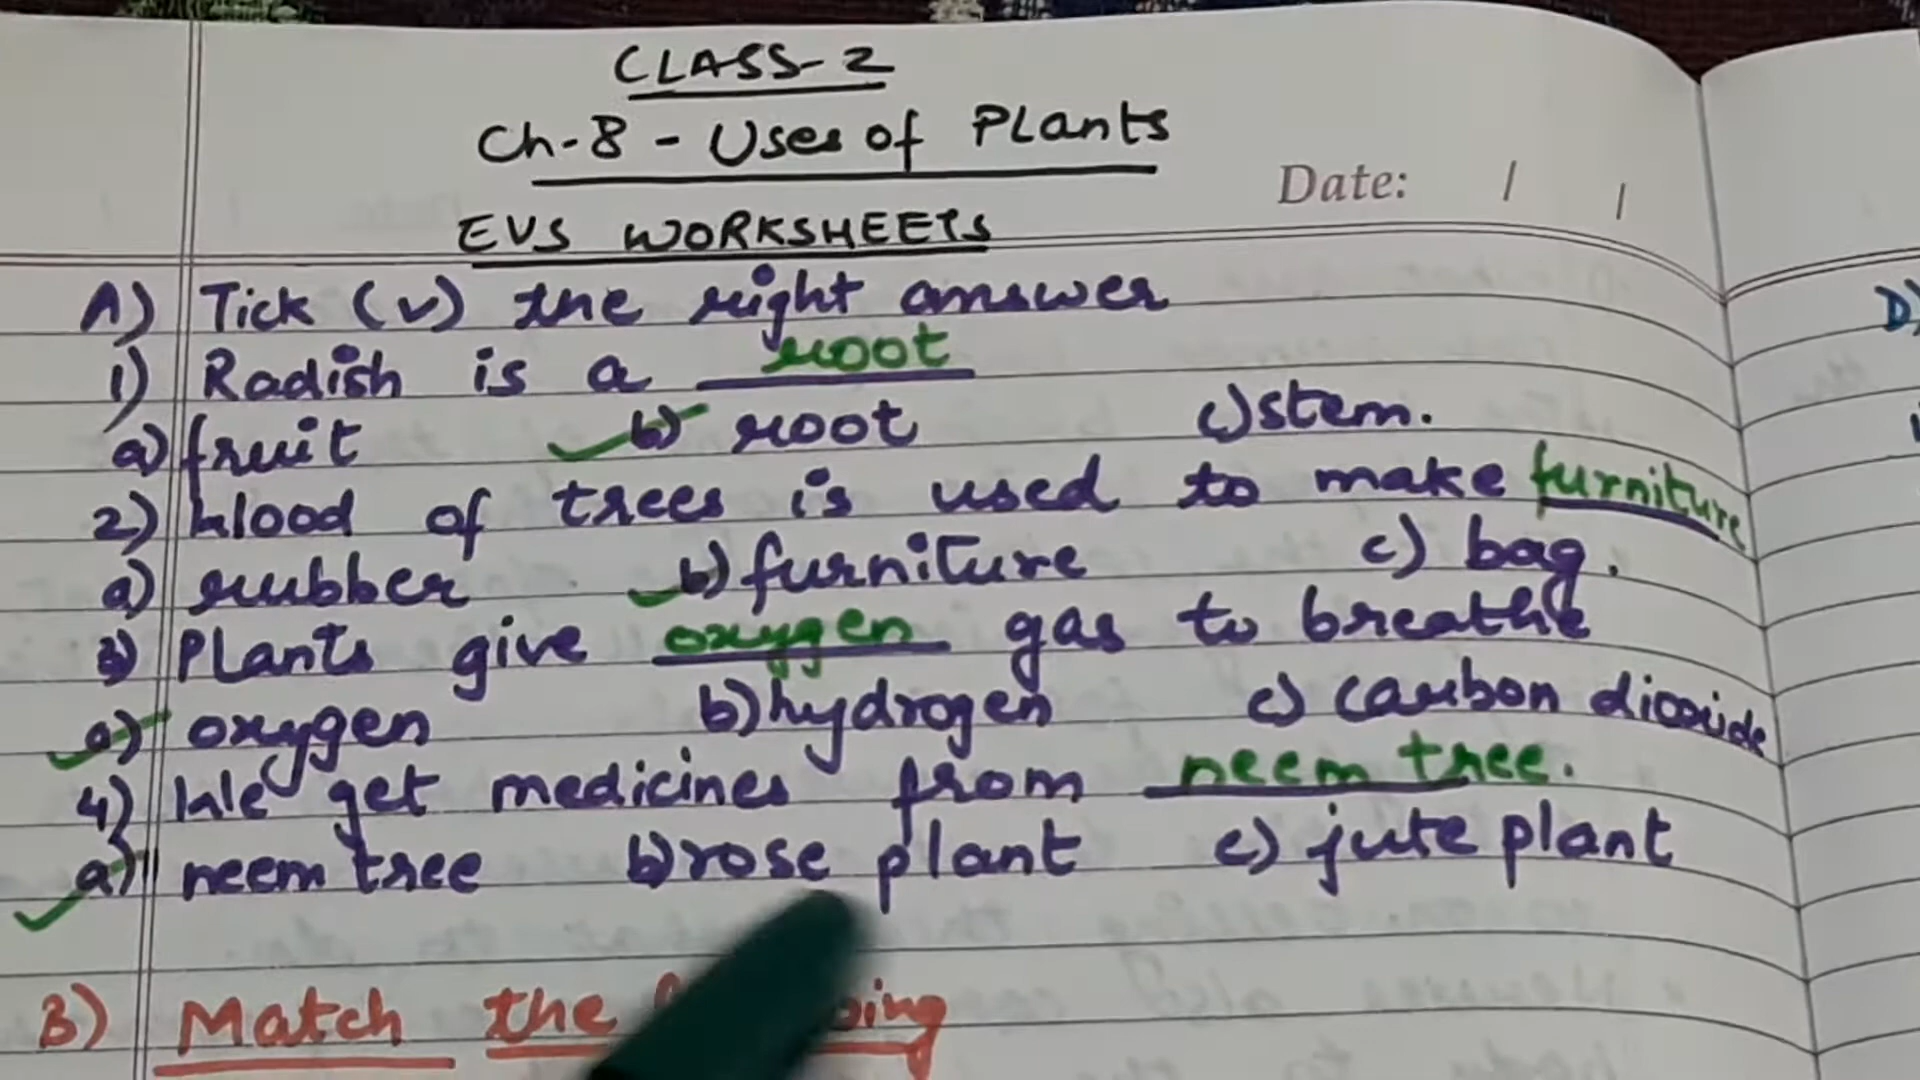 CLASS-2
Ch-8 - Uses of Plants
Date: / /
EVS WORKSHEETS
A) Tick (v) the right answer
1) Radish is a root
a) fruit b) root c) stem.
2) Wood of trees is used to make furniture
a) rubber b) furniture c) bag.
3) Plants give oxygen gas to breathe
a) oxygen b) hydrogen c) carbon dioxide
4) We get medicines from neem tree.
a) neem tree b) rose plant c) jute plant
B) Match the
D)